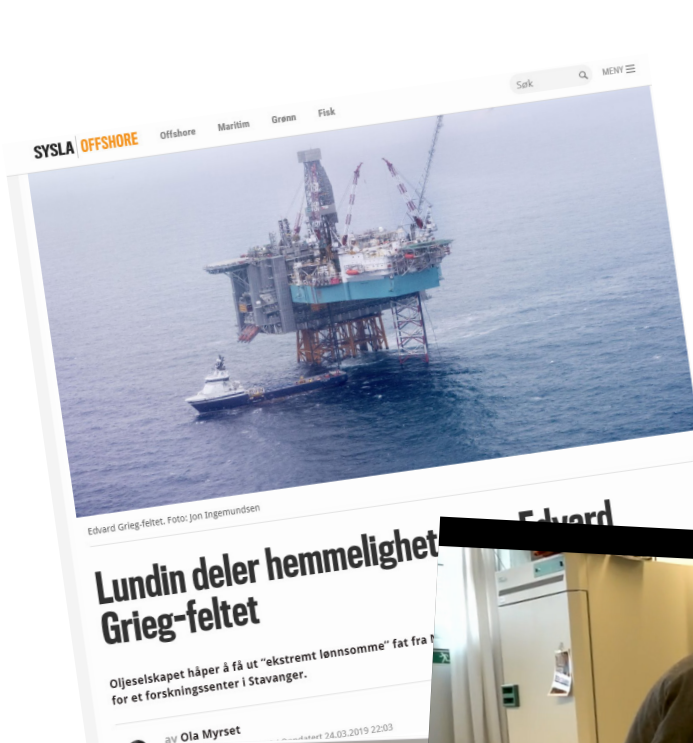 SYSLA OFFSHORE
Offshore
Maritim
Grønn
Fisk
Søk
MENY
Edvard Grieg-feltet. Foto: Jon Ingemundsen
Lundin deler hemmelighet Edvard
Grieg-feltet
Oljeselskapet håper å få ut "ekstremt lønnsomme" fat fra
for et forskningssenter i Stavanger.
av Ola Myrset
24.03.2019 22:03